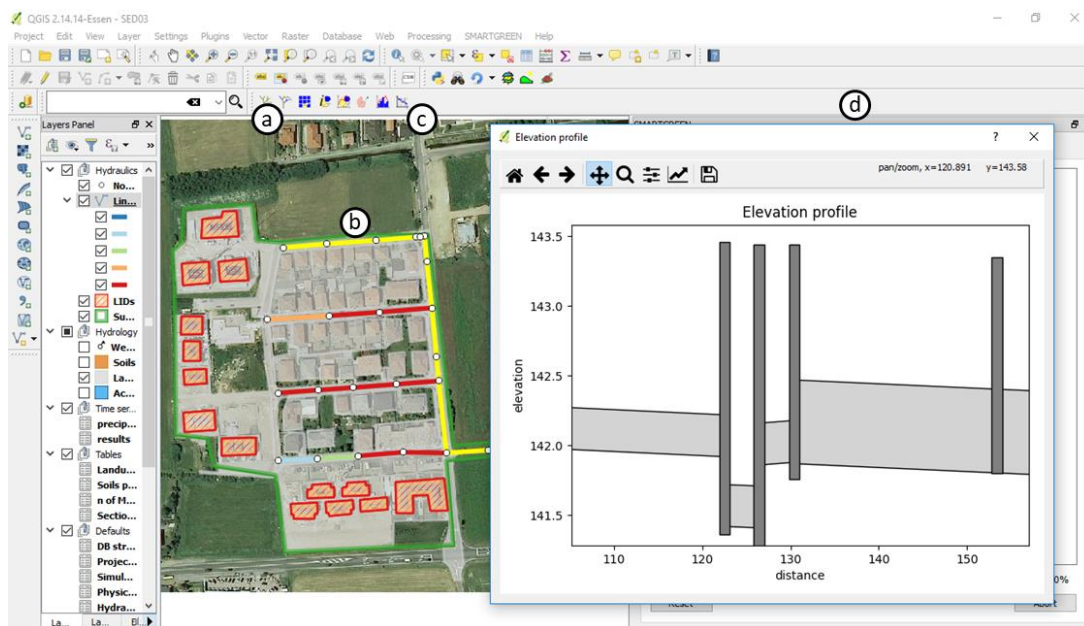 QGIS 2.14.14-Essen - SED03
Project Edit View Layer Settings Plugins Vector Raster Database Web Processing SMARTGREEN Help
a
c
d
Layers Panel
Hydraulics
No...
Lin...
LIDs
Su...
Hydrology
We...
Soils
La...
Ac...
Time ser...
precip...
results
Tables
Landu...
Soils p...
n of M...
Sectio...
Defaults
DB str...
Projec...
Simul...
Physic...
Hydra...
La... La... Bl...
b
Elevation profile
pan/zoom, x=120.891 y=143.58
Elevation profile
143.5
143.0
142.5
142.0
141.5
elevation
110 120 130 140 150
distance
0%